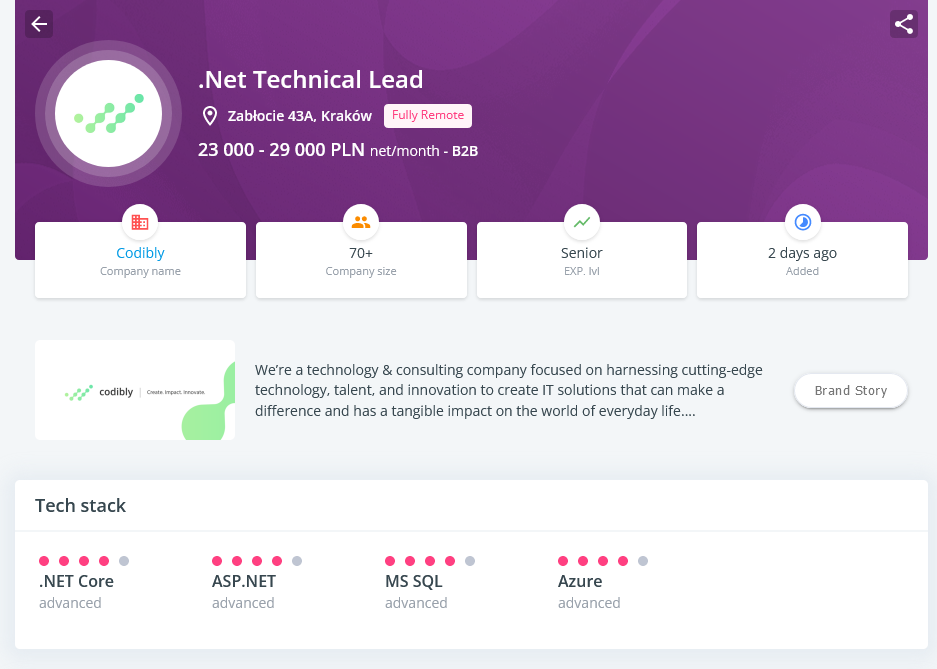 .Net Technical Lead
Zabłocie 43A, Kraków Fully Remote
23 000 - 29 000 PLN net/month - B2B
Codibly
Company name
70+
Company size
Senior
EXP. lvl
2 days ago
Added
codibly | Create. Impact. Innovate.
We’re a technology & consulting company focused on harnessing cutting-edge
technology, talent, and innovation to create IT solutions that can make a
difference and has a tangible impact on the world of everyday life....
Brand Story
Tech stack
.NET Core
advanced
ASP.NET
advanced
MS SQL
advanced
Azure
advanced